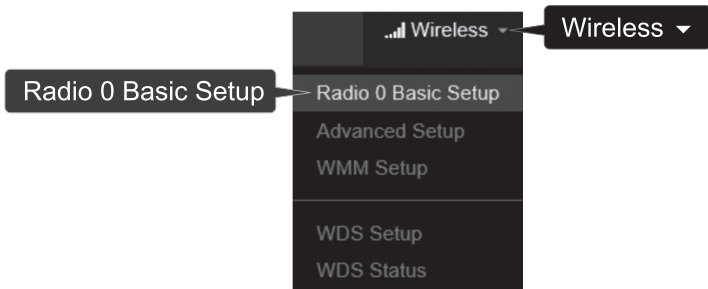 Wireless
Wireless
Radio 0 Basic Setup
Radio 0 Basic Setup
Advanced Setup
WMM Setup
WDS Setup
WDS Status